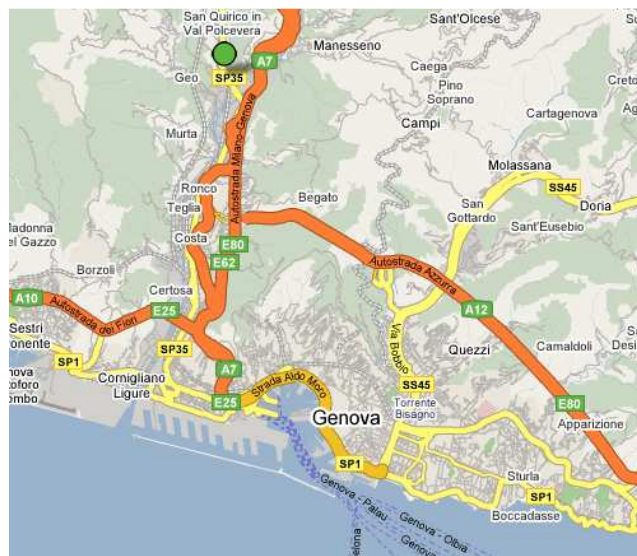 San Quirico in
Val Polcevera
Sant'Olcese
Manesseno
A7
SP35
Geo
Caega
Pino
Soprano
Cartagenova
Campi
Murta
Autostrada Milano-Genova
Molassana
SS45
Doria
Ronco
Teglia
Begato
San
Gottardo
Sant'Eusebio
Costa
E80
E62
Autostrada Azzurra
Borzoli
A10
Autostrada dei Fiori
E25
Certosa
A12
Via Bobbio
Quezzi
Camaldoli
Sestri
SP1
SP35
A7
Cornigliano
Ligure
Strada Aldo Moro
SS45
E25
Genova
Torrente
Bisagno
E80
Apparizione
SP1
Sturla
SP1
Boccadasse
Genova - Palau
Genova - Olbia